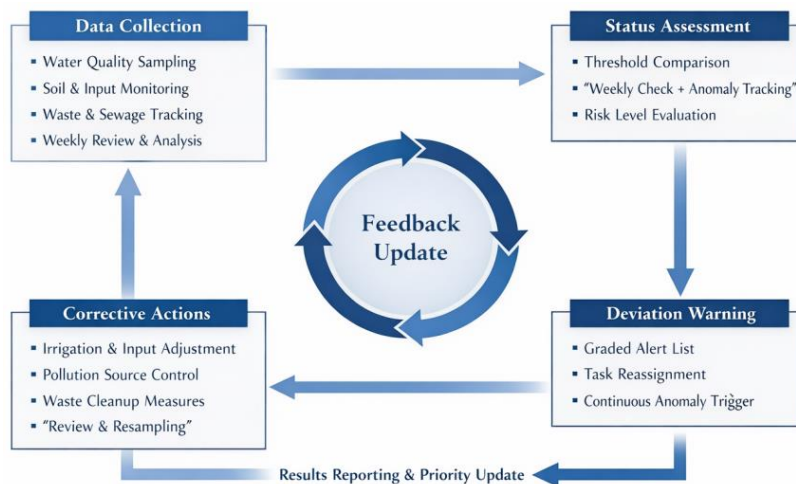 Data Collection
Water Quality Sampling
Soil & Input Monitoring
Waste & Sewage Tracking
Weekly Review & Analysis
Status Assessment
Threshold Comparison
"Weekly Check + Anomaly Tracking"
Risk Level Evaluation
Feedback
Update
Corrective Actions
Irrigation & Input Adjustment
Pollution Source Control
Waste Cleanup Measures
"Review & Resampling"
Deviation Warning
Graded Alert List
Task Reassignment
Continuous Anomaly Trigger
Results Reporting & Priority Update